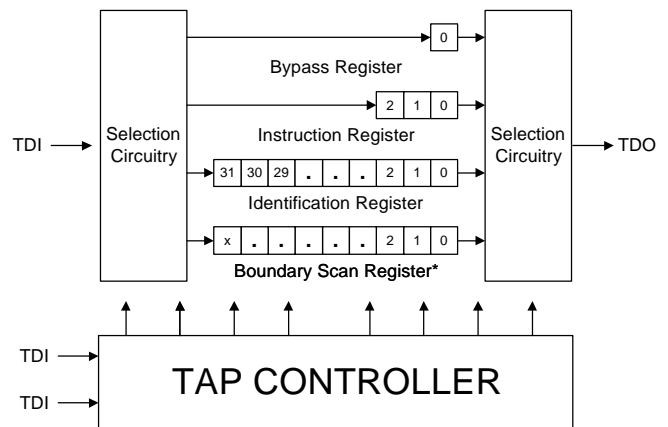 0
Bypass Register
2 1 0
Instruction Register
TDI
Selection
Circuitry
Selection
Circuitry
TDO
31 30 29 . . . 2 1 0
Identification Register
x . . . . . 2 1 0
Boundary Scan Register*
TDI
TDI
TAP CONTROLLER